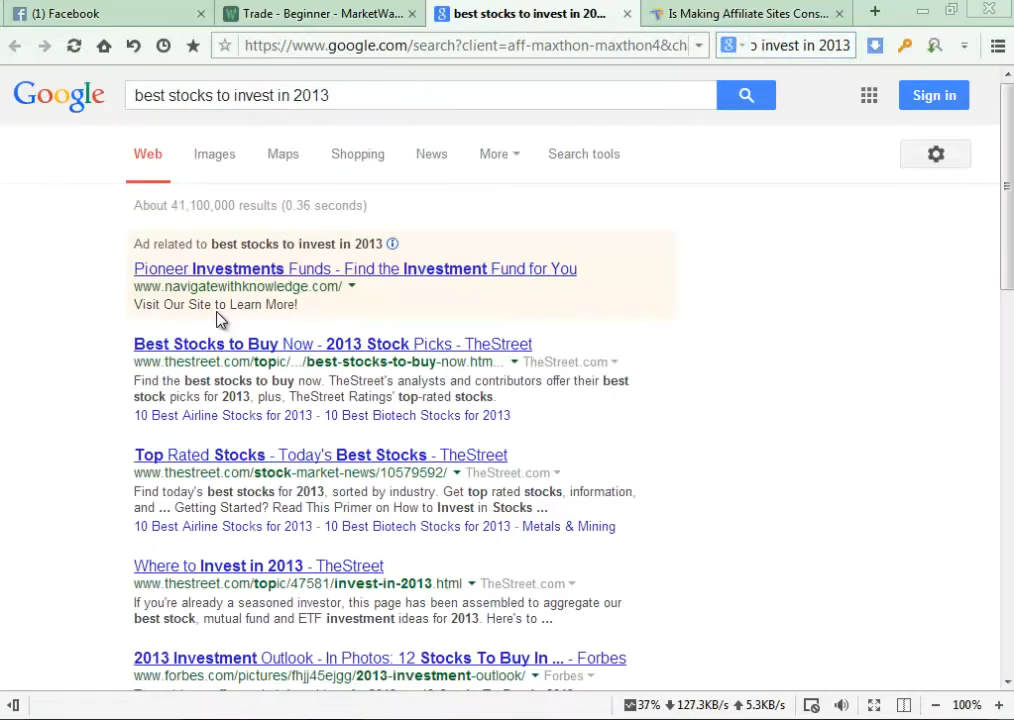 (1) Facebook
Trade - Beginner - MarketWa...
best stocks to invest in 20...
Is Making Affiliate Sites Cons...
https://www.google.com/search?client=aff-maxthon-maxthon4&ch
o invest in 2013
Google
best stocks to invest in 2013
Sign in
Web
Images
Maps
Shopping
News
More
Search tools
About 41,100,000 results (0.36 seconds)
Ad related to best stocks to invest in 2013
Pioneer Investments Funds - Find the Investment Fund for You
www.navigatewithknowledge.com/
Visit Our Site to Learn More!
Best Stocks to Buy Now - 2013 Stock Picks - TheStreet
www.thestreet.com/topic/.../best-stocks-to-buy-now.htm... TheStreet.com
Find the best stocks to buy now. TheStreet's analysts and contributors offer their best
stock picks for 2013, plus, TheStreet Ratings' top-rated stocks.
10 Best Airline Stocks for 2013 - 10 Best Biotech Stocks for 2013
Top Rated Stocks - Today's Best Stocks - TheStreet
www.thestreet.com/stock-market-news/10579592/ TheStreet.com
Find today's best stocks for 2013, sorted by industry. Get top rated stocks, information,
and ... Getting Started? Read This Primer on How to Invest in Stocks ...
10 Best Airline Stocks for 2013 - 10 Best Biotech Stocks for 2013 - Metals & Mining
Where to Invest in 2013 - TheStreet
www.thestreet.com/topic/47581/invest-in-2013.html TheStreet.com
If you're already a seasoned investor, this page has been assembled to aggregate our
best stock, mutual fund and ETF investment ideas for 2013. Here's to ...
2013 Investment Outlook - In Photos: 12 Stocks To Buy In ... - Forbes
www.forbes.com/pictures/fhjj45ejgg/2013-investment-outlook/ Forbes
37% 127.3KB/s 5.3KB/s
100%